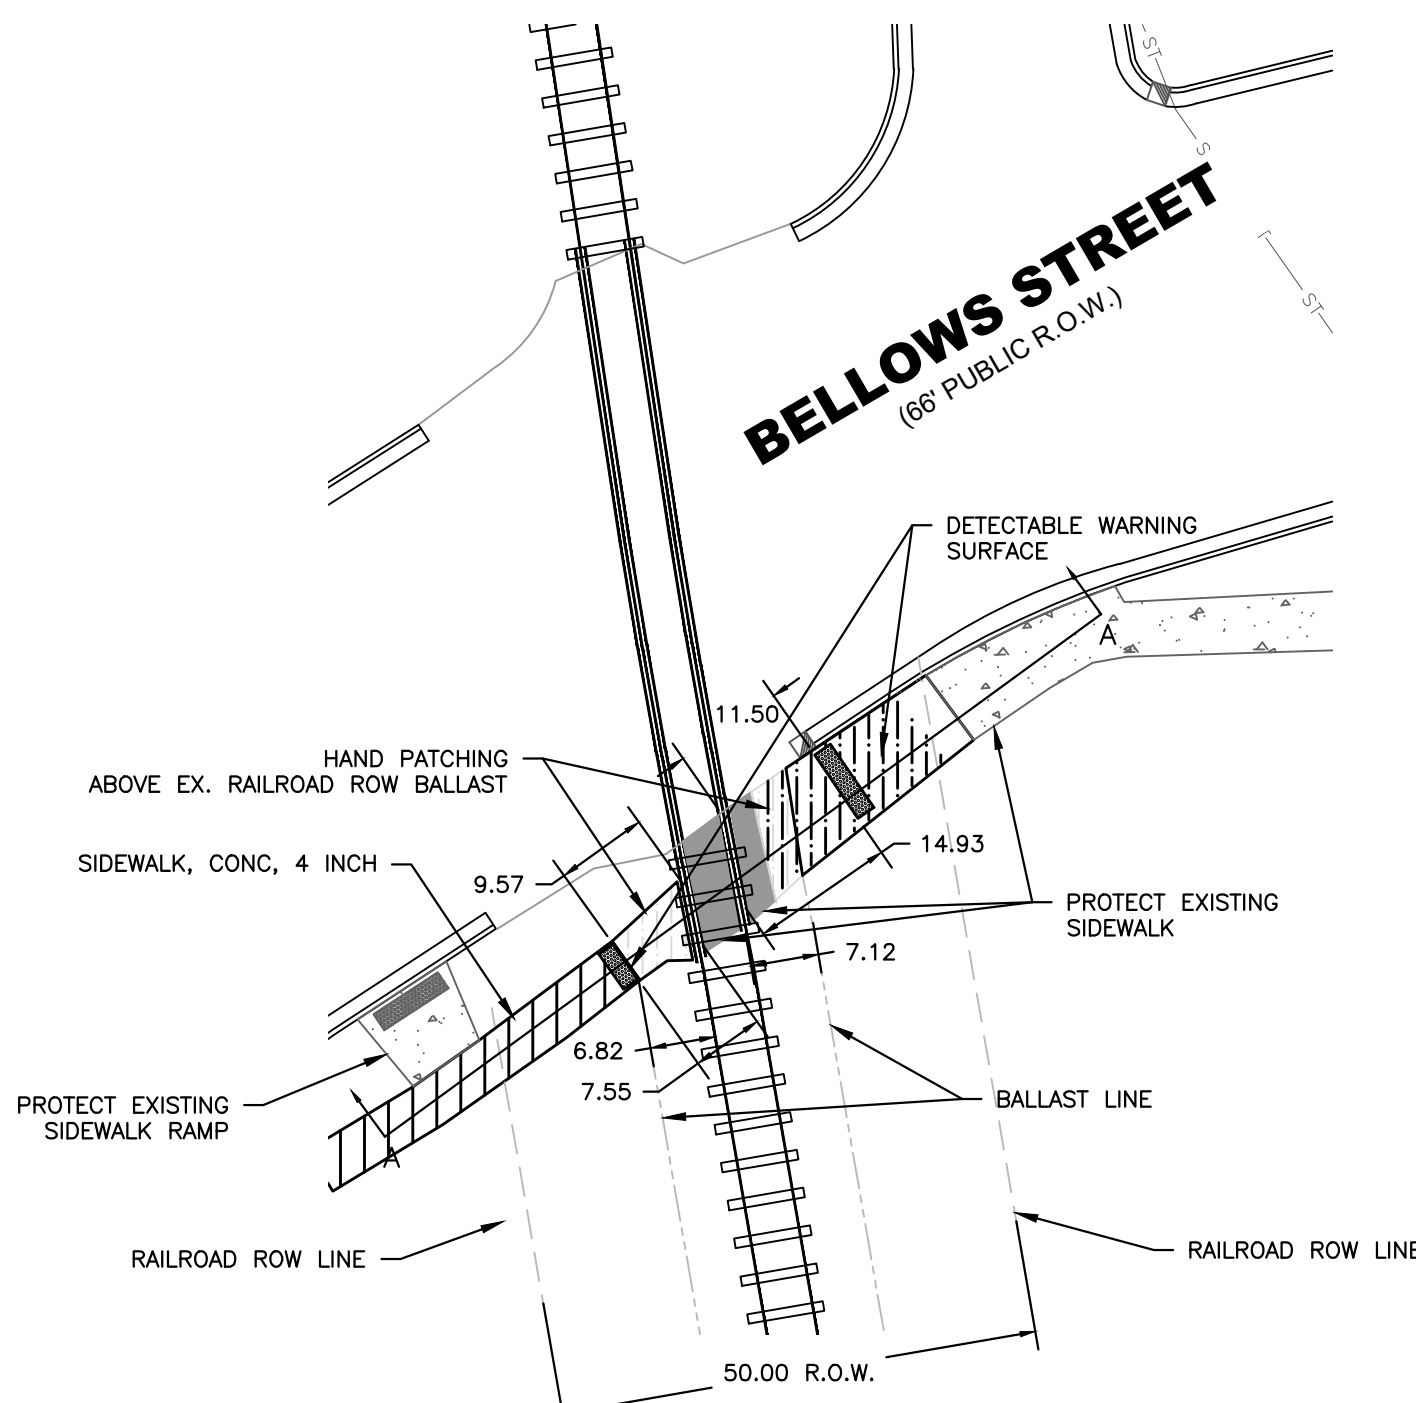 ST
S
BELLOWS STREET
(66' PUBLIC R.O.W.)
ST
DETECTABLE WARNING
SURFACE
A
11.50
HAND PATCHING
ABOVE EX. RAILROAD ROW BALLAST
14.93
SIDEWALK, CONC, 4 INCH
9.57
PROTECT EXISTING
SIDEWALK
7.12
6.82
7.55
BALLAST LINE
PROTECT EXISTING
SIDEWALK RAMP
A
RAILROAD ROW LINE
RAILROAD ROW LINE
50.00 R.O.W.